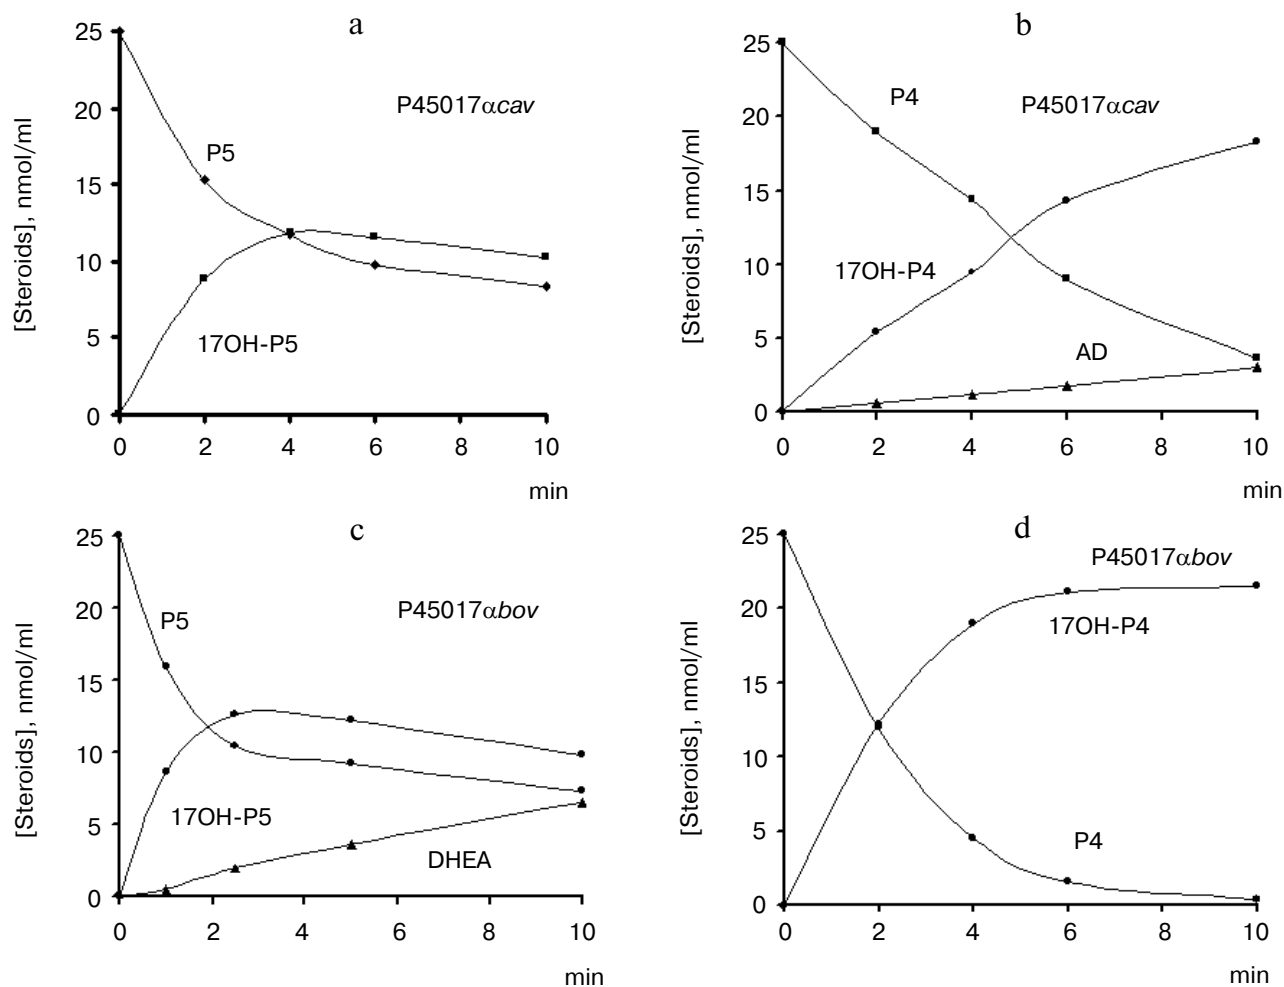 a
[Steroids], nmol/ml
25
20
15
10
5
0
P45017αcav
P5
17OH-P5
0 2 4 6 8 10
min
b
[Steroids], nmol/ml
25
20
15
10
5
0
P4
P45017αcav
17OH-P4
AD
0 2 4 6 8 10
min
c
[Steroids], nmol/ml
25
20
15
10
5
0
P5
P45017αbov
17OH-P5
DHEA
0 2 4 6 8 10
min
d
[Steroids], nmol/ml
25
20
15
10
5
0
P45017αbov
17OH-P4
P4
0 2 4 6 8 10
min